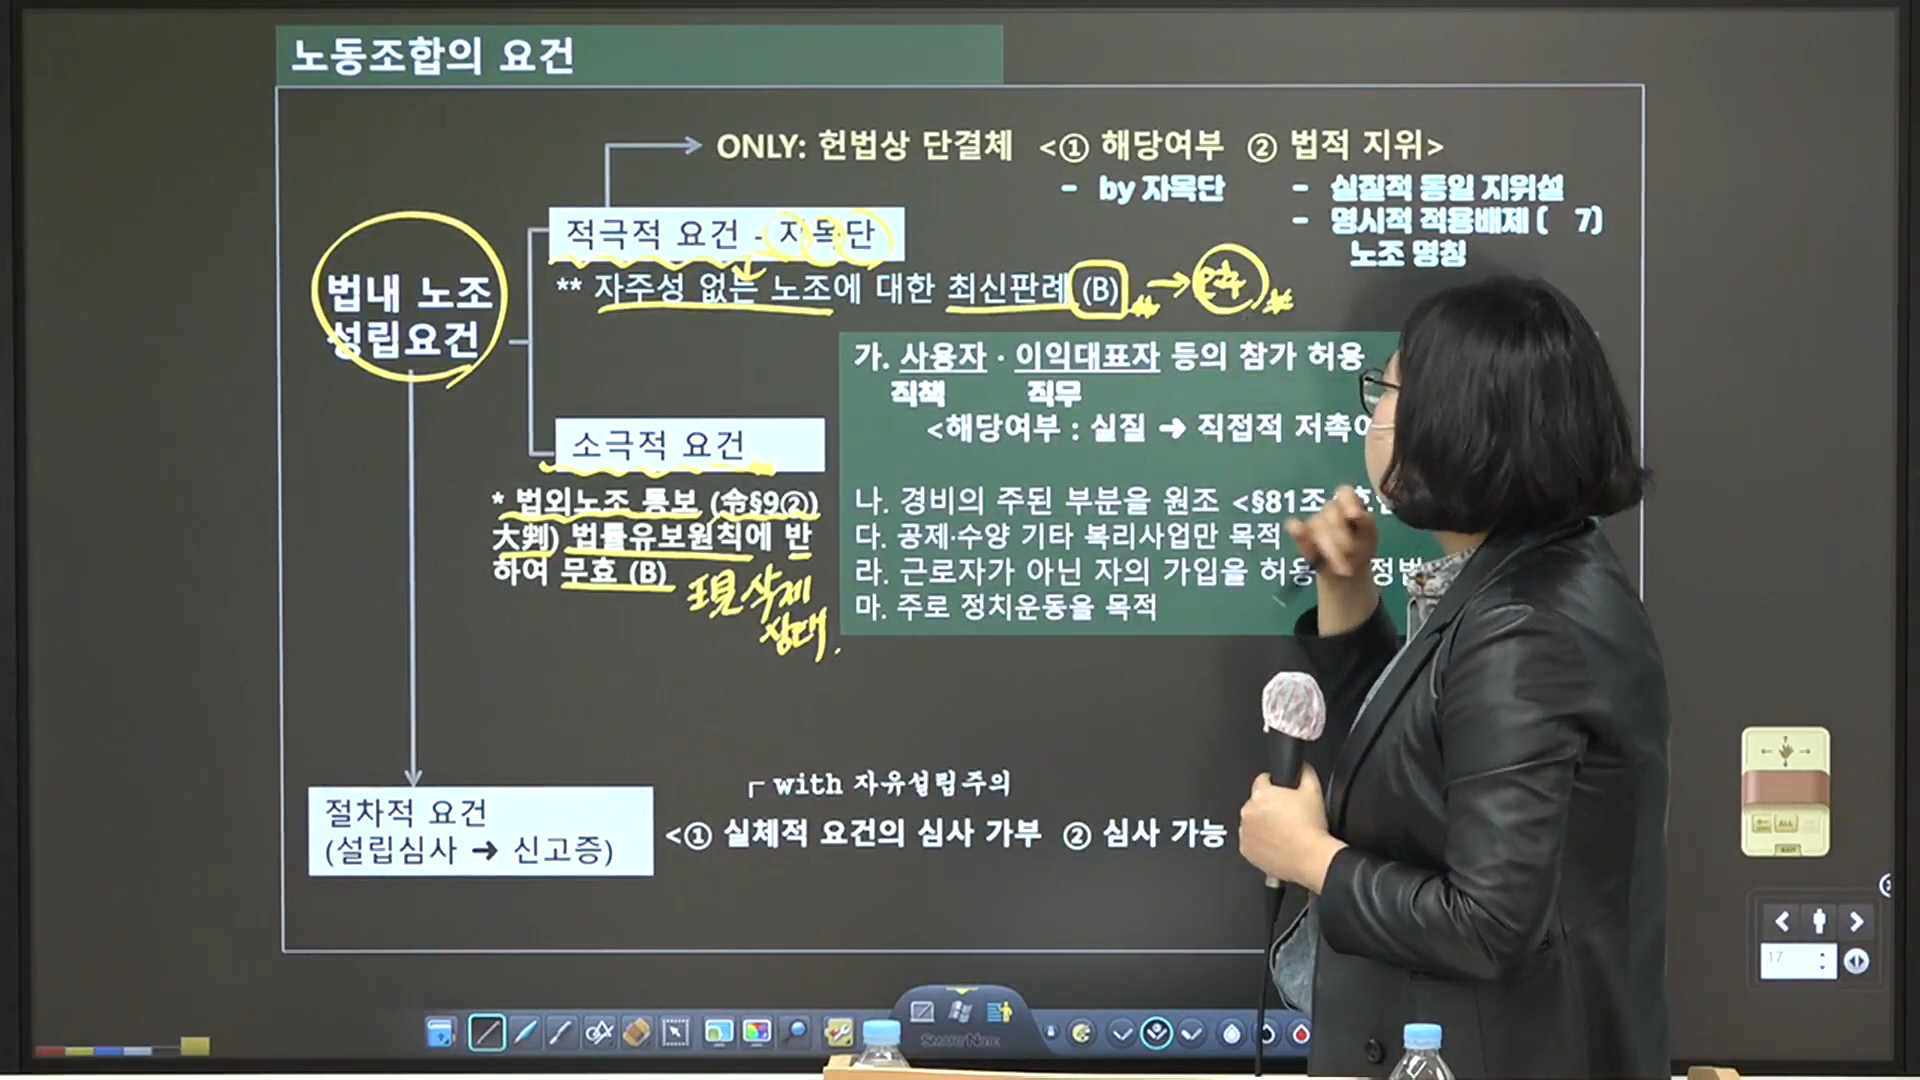 노동조합의 요건
ONLY: 헌법상 단결체 <① 해당여부 ② 법적 지위>
- by 자목단
- 실질적 동일 지위설
- 명시적 적용배제 ( 7)
노조 명칭
적극적 요건 - 자목단
법내 노조
성립요건
** 자주성 없는 노조에 대한 최신판례 (B)
가. 사용자 · 이익대표자 등의 참가 허용
직책 직무
<해당여부 : 실질 ➜ 직접적 저촉
소극적 요건
* 법외노조 통보 (令§9②)
大判) 법률유보원칙에 반
하여 무효 (B)
現 삭제
상태.
나. 경비의 주된 부분을 원조 <§81조
다. 공제·수양 기타 복리사업만 목적
라. 근로자가 아닌 자의 가입을 허용 정법
마. 주로 정치운동을 목적
┌ with 자유설립주의
절차적 요건
(설립심사 ➜ 신고증)
<① 실체적 요건의 심사 가부 ② 심사 가능
ALL
17